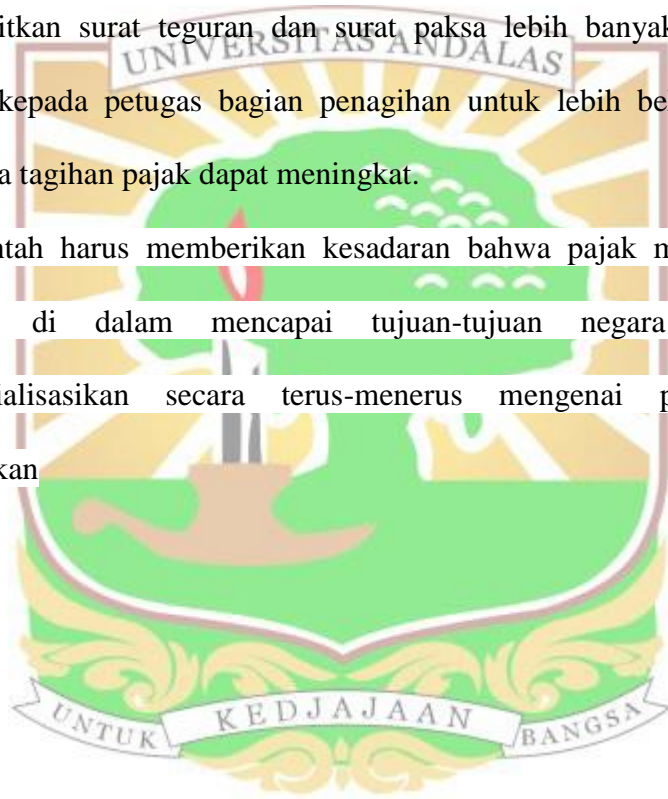 itkan surat teguran dan surat paksa lebih banyak
UNIVERSITAS ANDALAS
kepada petugas bagian penagihan untuk lebih be
a tagihan pajak dapat meningkat.
ntah harus memberikan kesadaran bahwa pajak m
di dalam mencapai tujuan-tujuan negara
ialisasikan secara terus-menerus mengenai p
kan
UNTUK KEDJAJAAN BANGSA